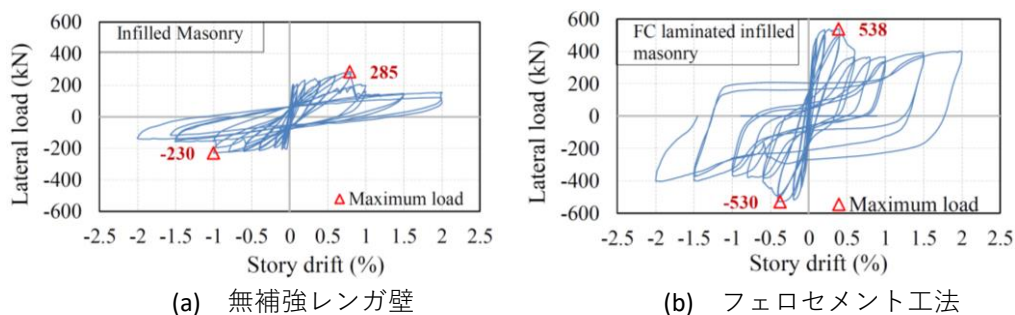 600
400
200
0
-200
-400
-600
Lateral load (kN)
Infilled Masonry
285
-230
Maximum load
-2.5 -2 -1.5 -1 -0.5 0 0.5 1 1.5 2 2.5
Story drift (%)
(a) 無補強レンガ壁
600
400
200
0
200
400
600
Lateral load (kN)
FC laminated infilled
masonry
538
-530
Maximum load
-2.5 -2 -1.5 -1 -0.5 0 0.5 1 1.5 2 2.5
Story drift (%)
(b) フェロセメント工法